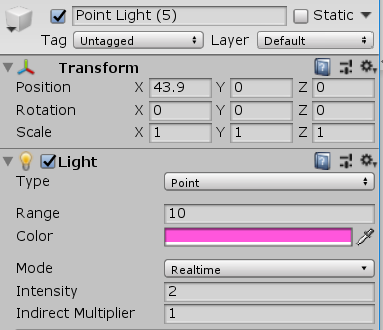 Point Light (5) Static
Tag Untagged Layer Default
Transform
Position X 43.9 Y 0 Z 0
Rotation X 0 Y 0 Z 0
Scale X 1 Y 1 Z 1
Light
Type Point
Range 10
Color
Mode Realtime
Intensity 2
Indirect Multiplier 1